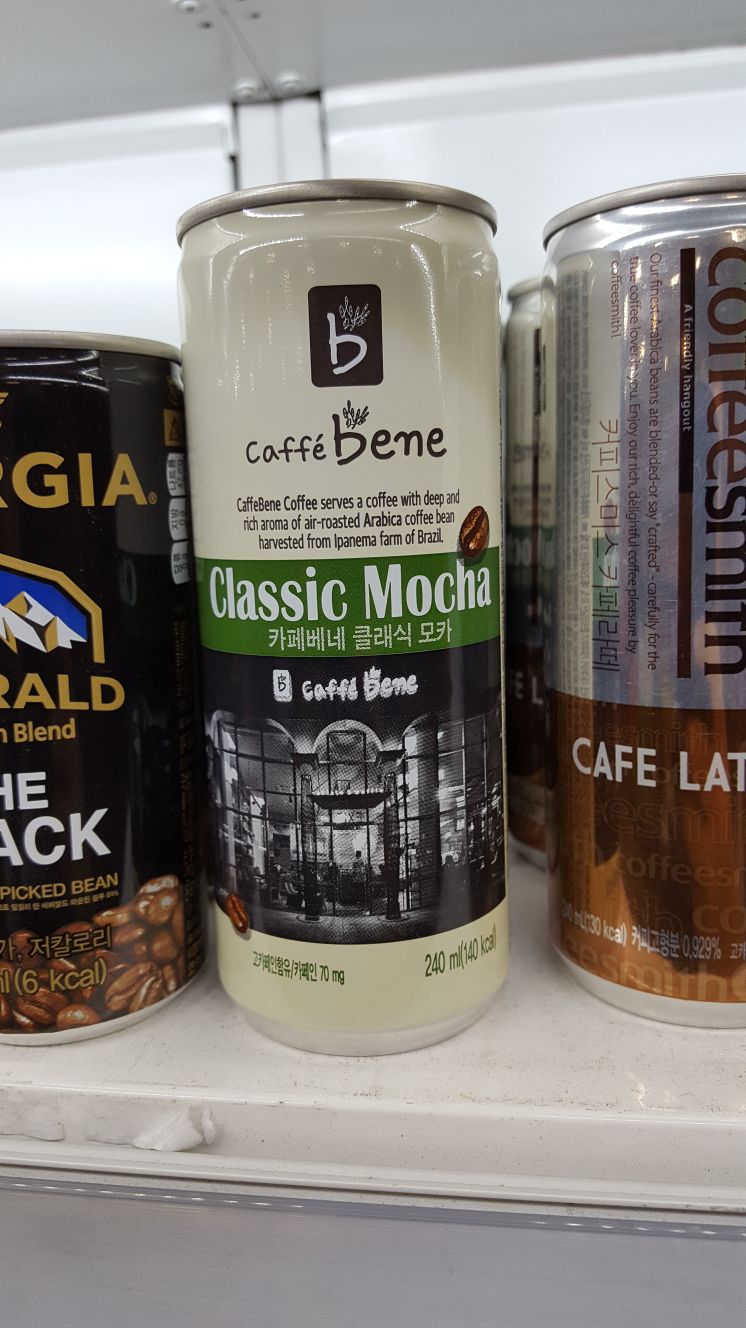 RGIA
RALD
n Blend
HE
ACK
PICKED BEAN
저칼로리
(6 kcal)
b
Caffé bene
CaffeBene Coffee serves a coffee with deep and
rich aroma of air-roasted Arabica coffee bean
harvested from Ipanema farm of Brazil.
Classic Mocha
카페베네 클래식 모카
b Caffé bene
고카페인함유/카페인 70 mg
240 ml(140 kcal)
coffeesmith
A friendly hangout
Our finest Arabica beans are blended-or say "crafted" -carefully for the
true coffee lover in you. Enjoy our rich, delightful coffee pleasure by
coffeesmith!
커피스미스 카페라떼
CAFE LAT
240 ml(130 kcal) 커피고형분 0.929% 고카